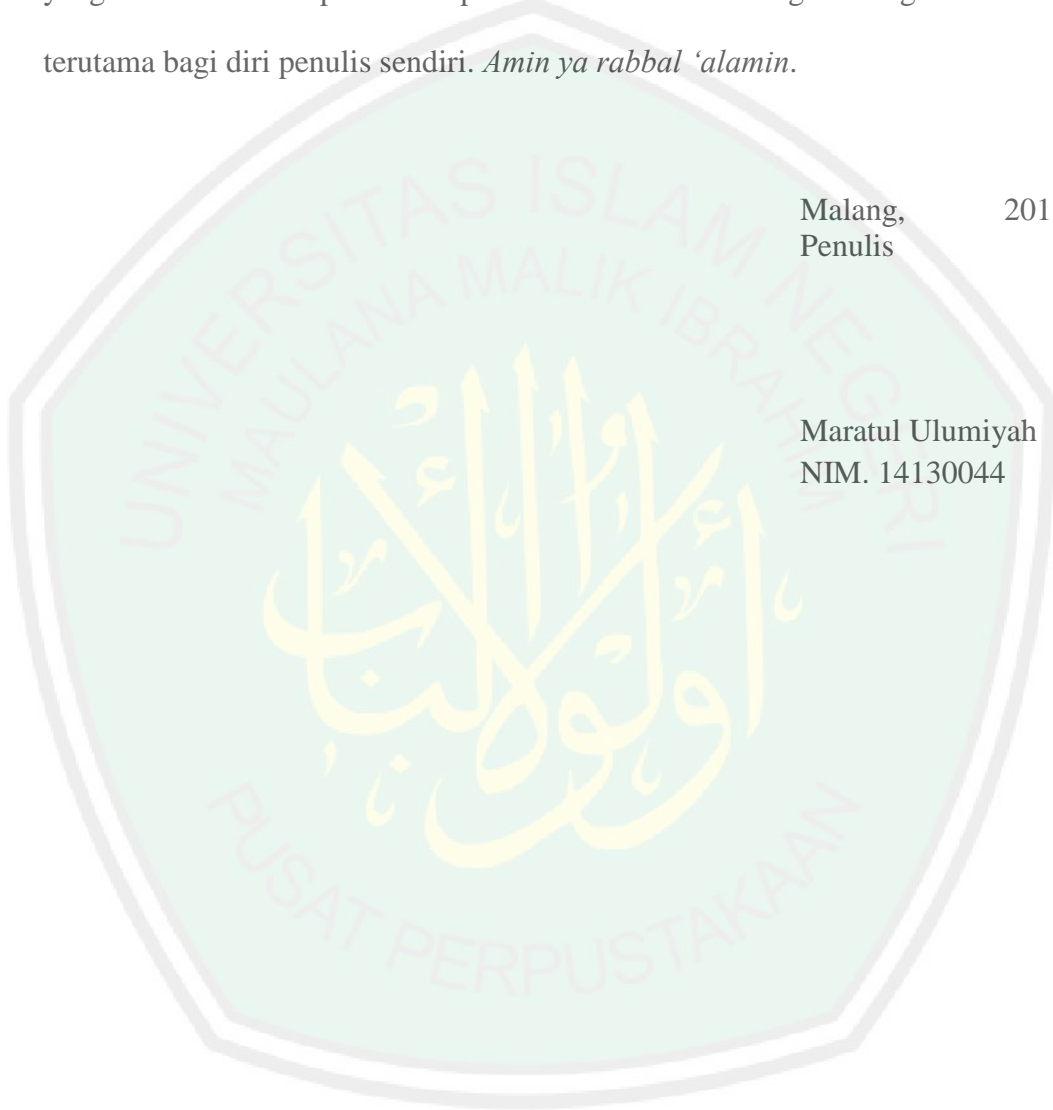 terutama bagi diri penulis sendiri. Amin ya rabbal ‘alamin.
Malang, 201
Penulis
Maratul Ulumiyah
NIM. 14130044
UNIVERSITAS ISLAM NEGERI
MAULANA MALIK IBRAHIM
PUSAT PERPUSTAKAAN